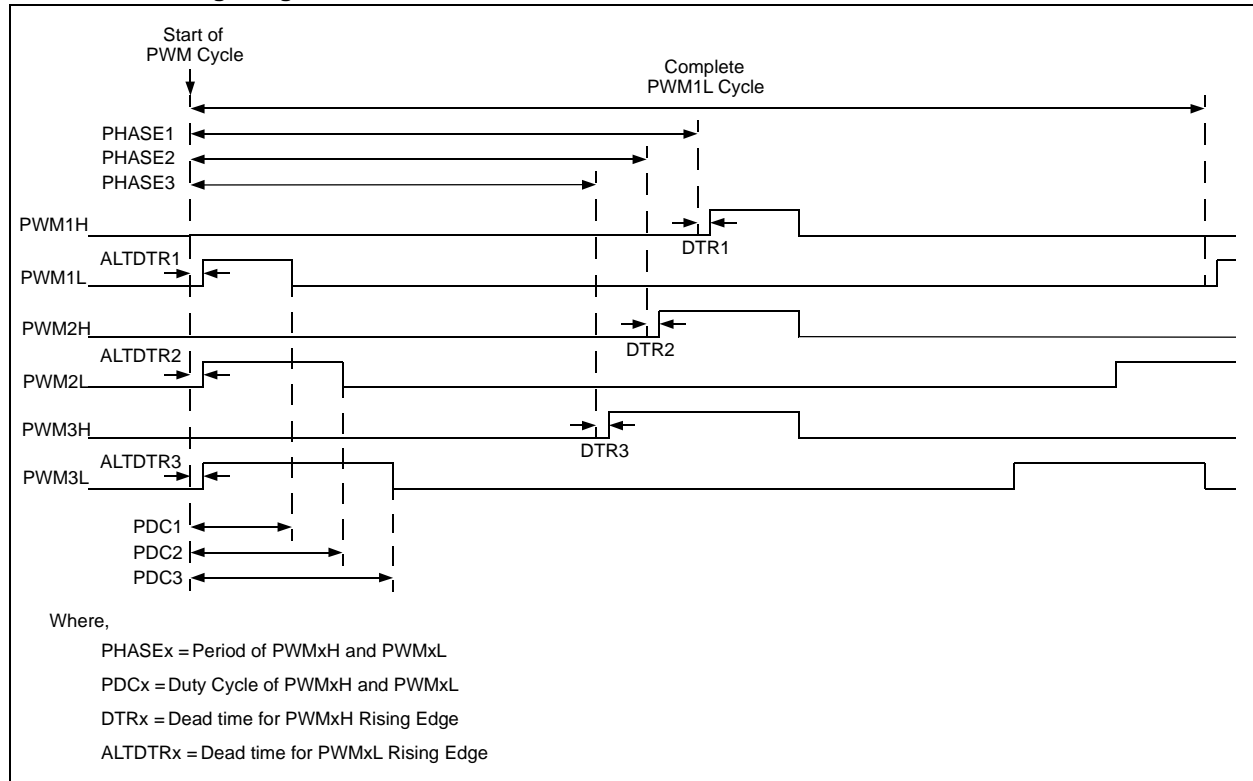 Start of
PWM Cycle
Complete
PWM1L Cycle
PHASE1
PHASE2
PHASE3
PWM1H
DTR1
ALTDTR1
PWM1L
PWM2H
DTR2
ALTDTR2
PWM2L
PWM3H
DTR3
ALTDTR3
PWM3L
PDC1
PDC2
PDC3
Where,
PHASEx = Period of PWMxH and PWMxL
PDCx = Duty Cycle of PWMxH and PWMxL
DTRx = Dead time for PWMxH Rising Edge
ALTDTRx = Dead time for PWMxL Rising Edge